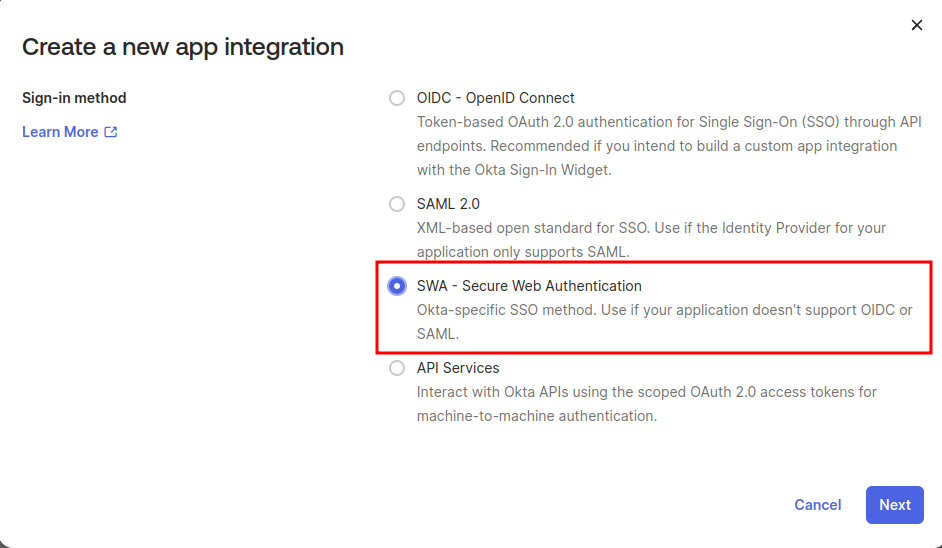 Create a new app integration
Sign-in method
Learn More
OIDC - OpenID Connect
Token-based OAuth 2.0 authentication for Single Sign-On (SSO) through API
endpoints. Recommended if you intend to build a custom app integration
with the Okta Sign-In Widget.
SAML 2.0
XML-based open standard for SSO. Use if the Identity Provider for your
application only supports SAML.
SWA - Secure Web Authentication
Okta-specific SSO method. Use if your application doesn't support OIDC or
SAML.
API Services
Interact with Okta APIs using the scoped OAuth 2.0 access tokens for
machine-to-machine authentication.
Cancel
Next